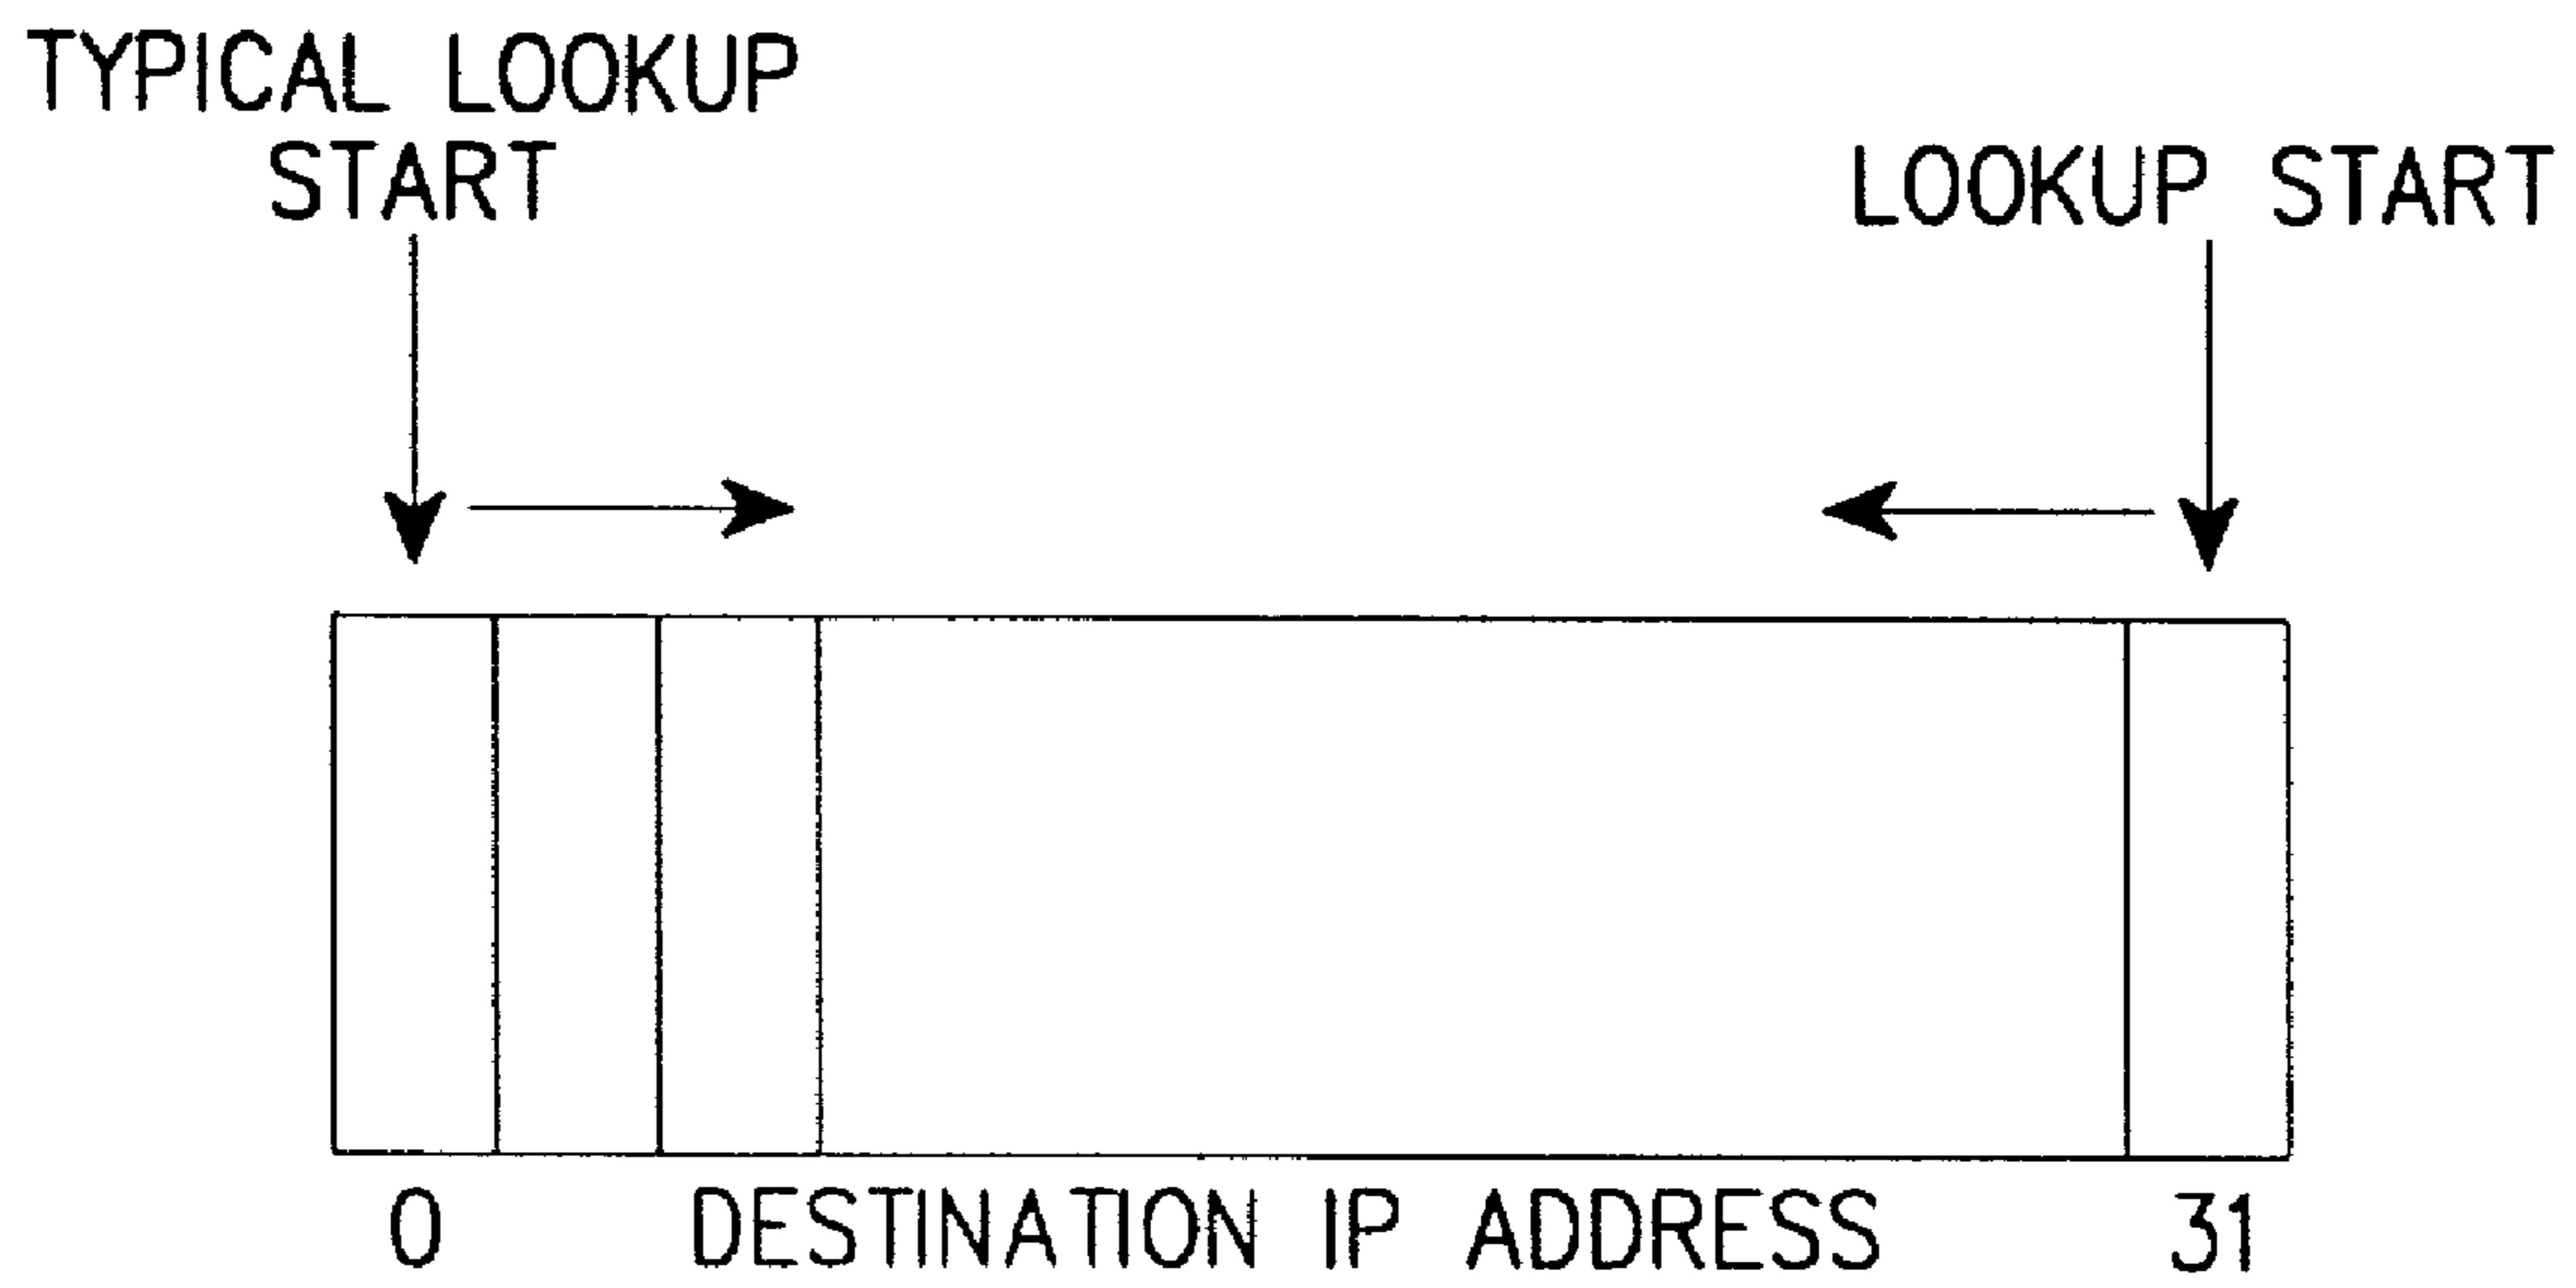 TYPICAL LOOKUP
START
LOOKUP START
0 DESTINATION IP ADDRESS 31